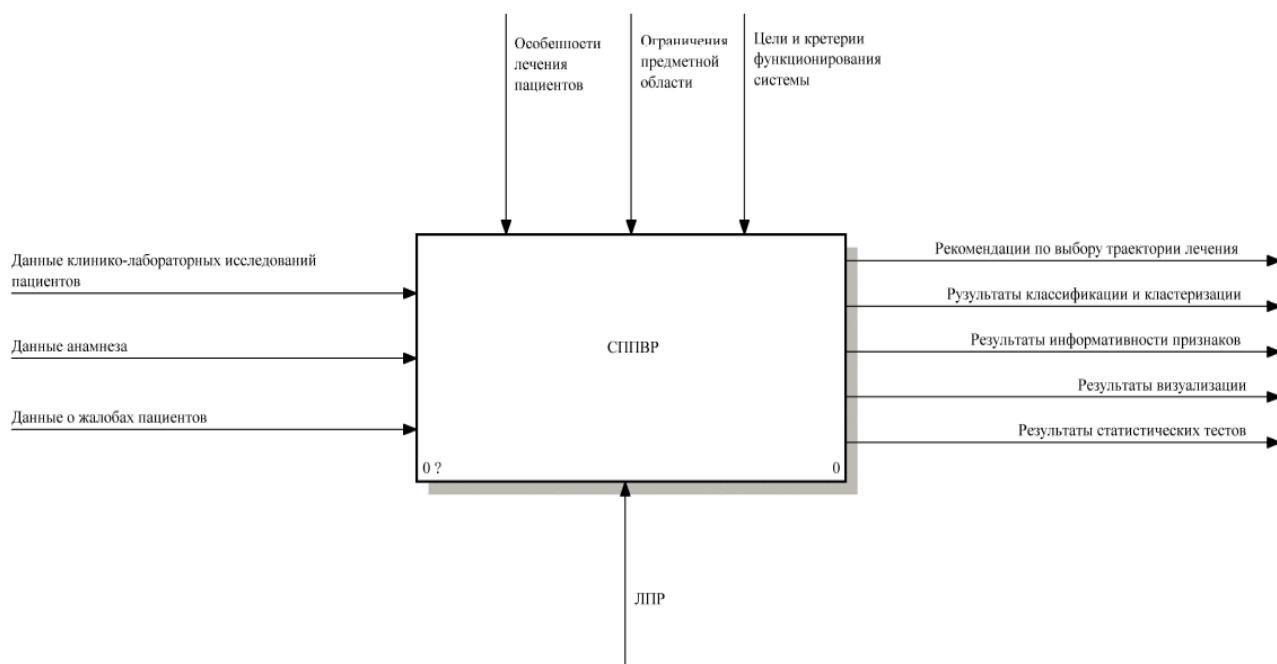 Особенности
лечения
пациентов
Ограничения
предметной
области
Цели и кретерии
функционирования
системы
Данные клинико-лабораторных исследований
пациентов
Данные анамнеза
Данные о жалобах пациентов
СППВР
0 ?
0
Рекомендации по выбору траектории лечения
Рузультаты классификации и кластеризации
Результаты информативности признаков
Результаты визуализации
Результаты статистических тестов
ЛПР